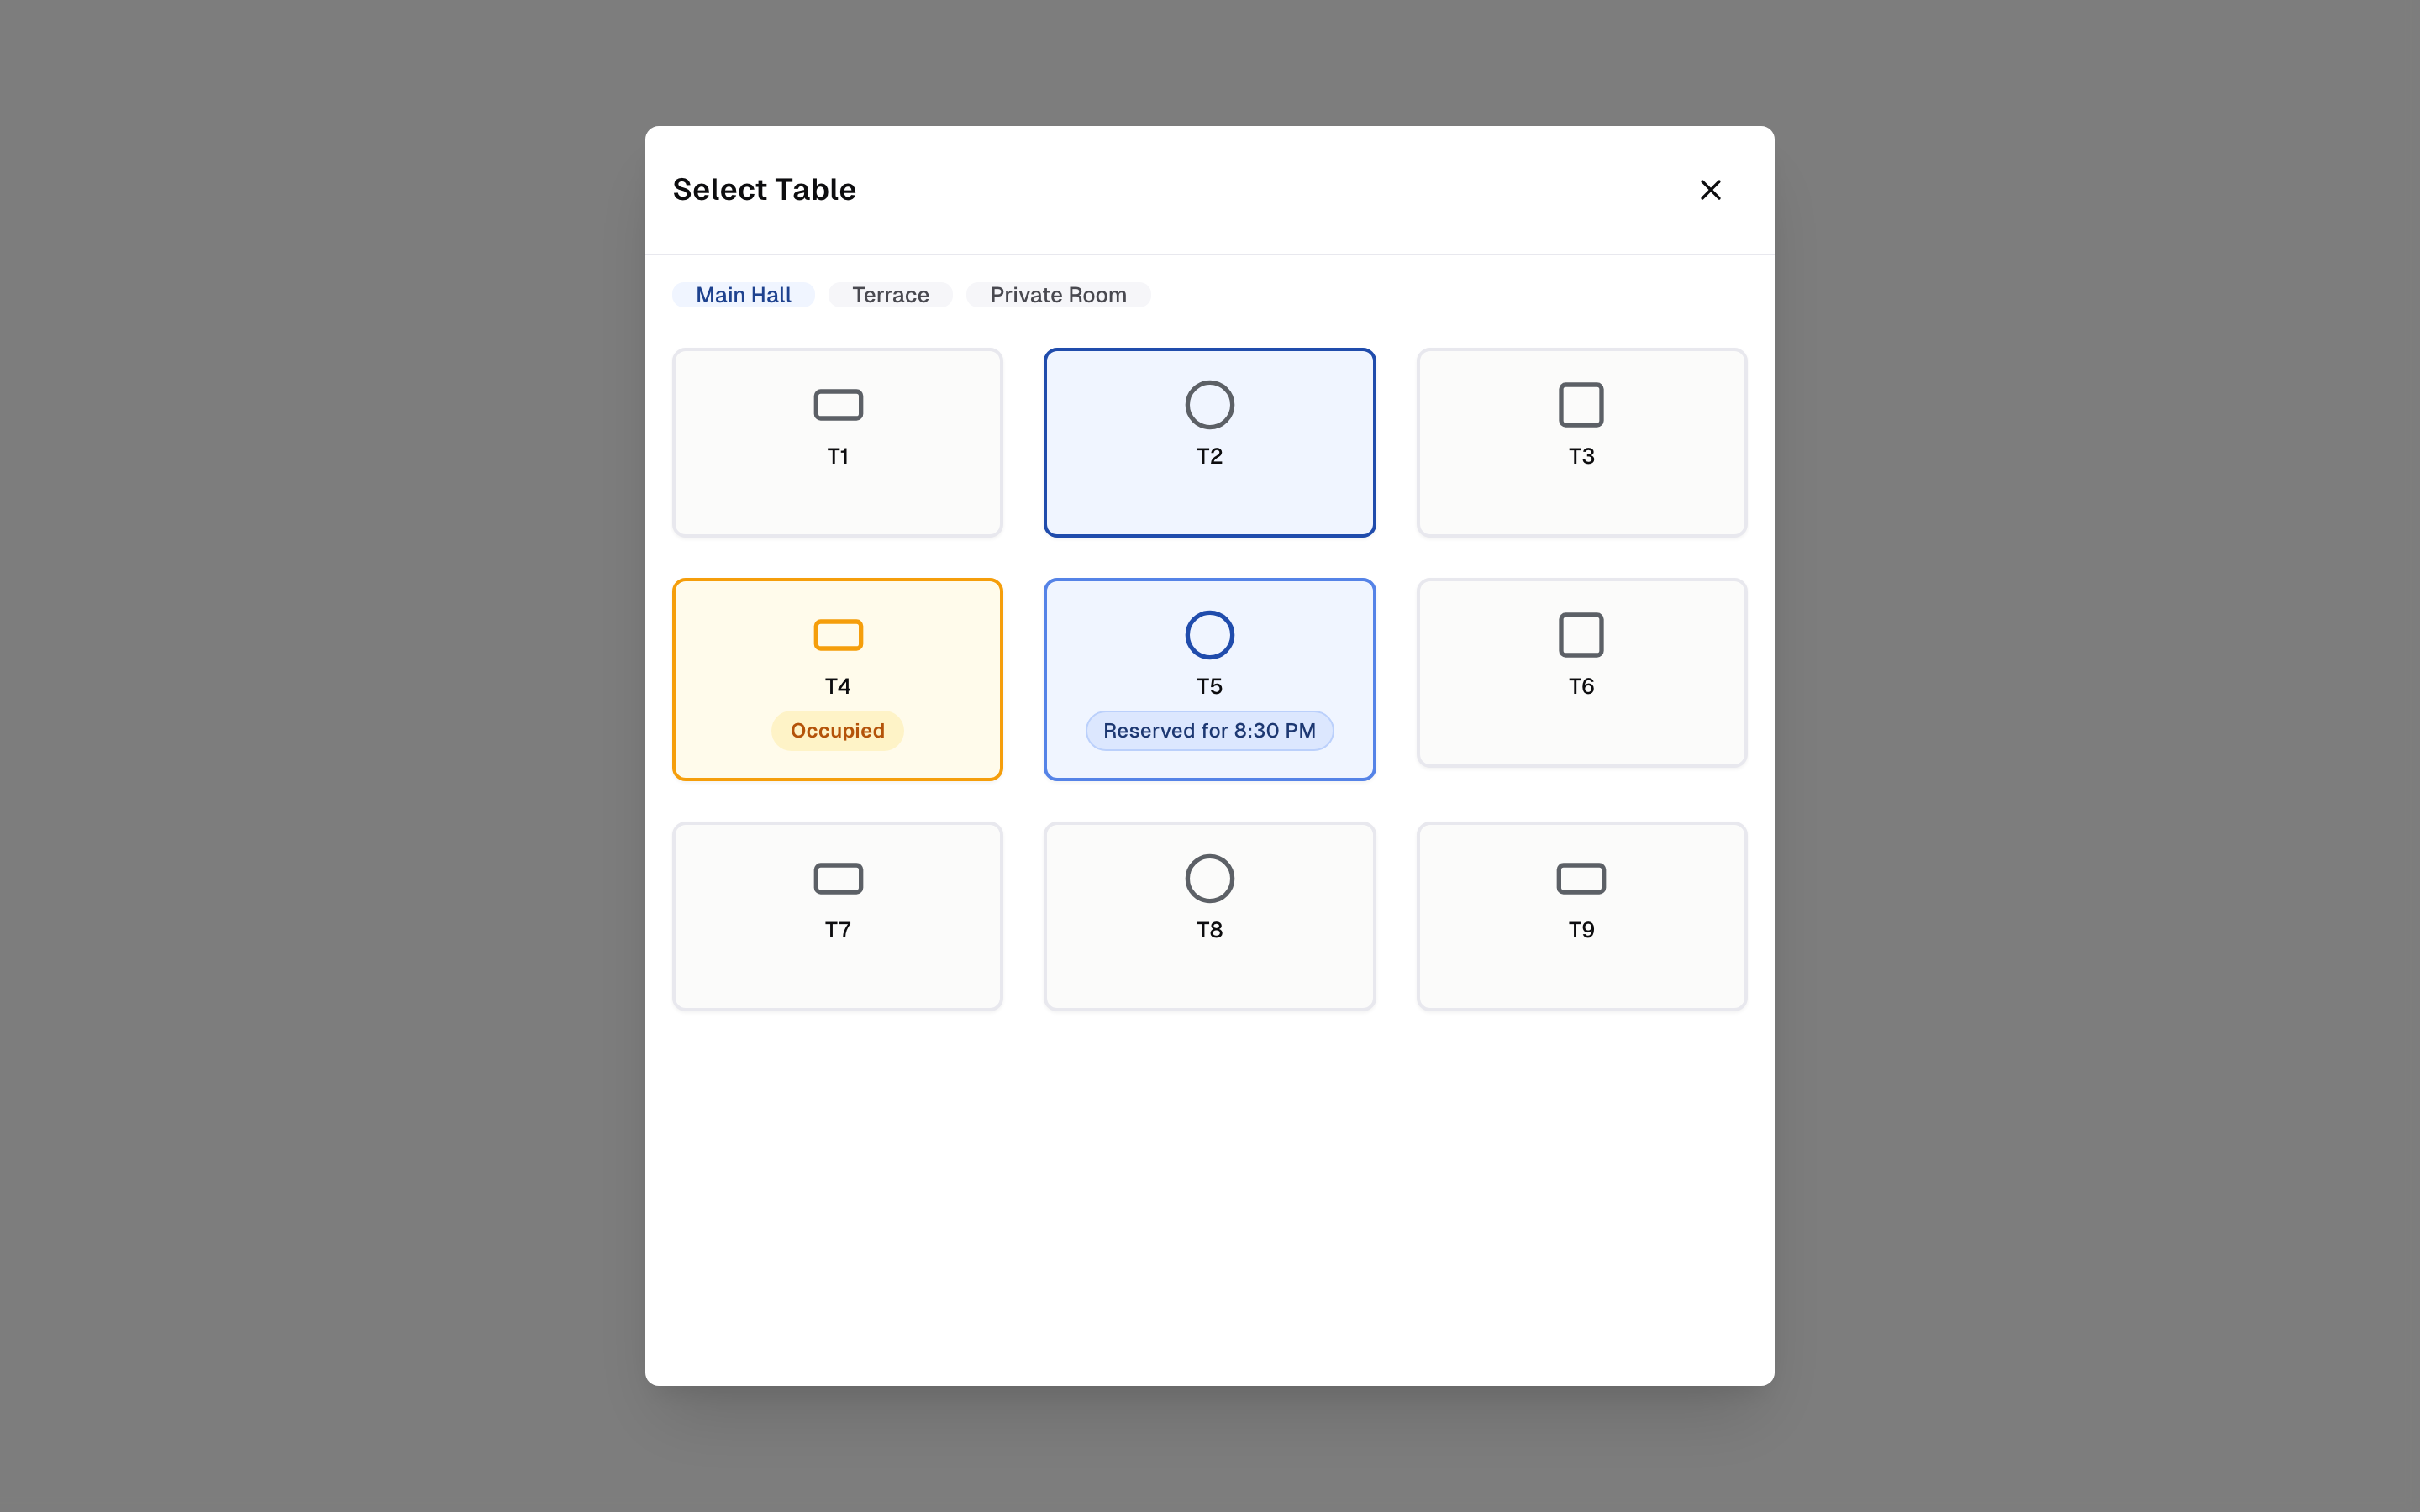 Select Table
Main Hall
Terrace
Private Room
T1
T2
T3
T4
Occupied
T5
Reserved for 8:30 PM
T6
T7
T8
T9